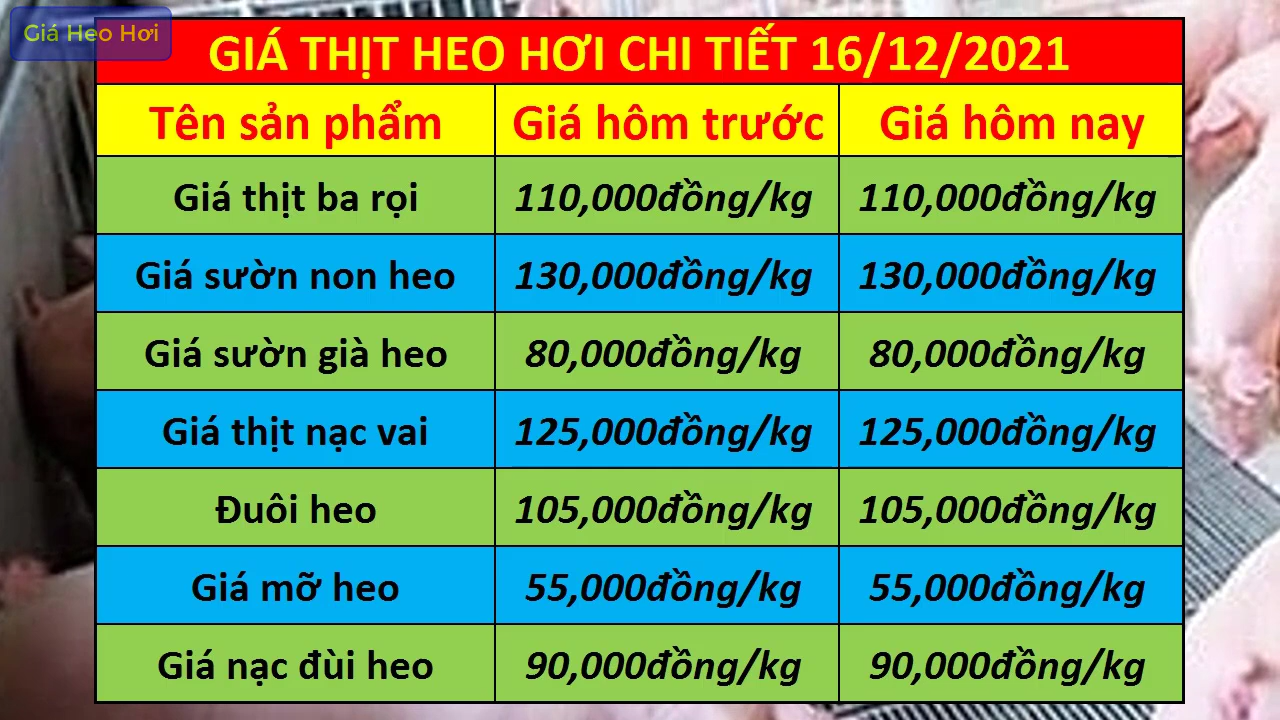 Giá Heo Hơi
GIÁ THỊT HEO HƠI CHI TIẾT 16/12/2021
Tên sản phẩm Giá hôm trước Giá hôm nay
Giá thịt ba rọi 110,000đồng/kg 110,000đồng/kg
Giá sườn non heo 130,000đồng/kg 130,000đồng/kg
Giá sườn già heo 80,000đồng/kg 80,000đồng/kg
Giá thịt nạc vai 125,000đồng/kg 125,000đồng/kg
Đuôi heo 105,000đồng/kg 105,000đồng/kg
Giá mỡ heo 55,000đồng/kg 55,000đồng/kg
Giá nạc đùi heo 90,000đồng/kg 90,000đồng/kg